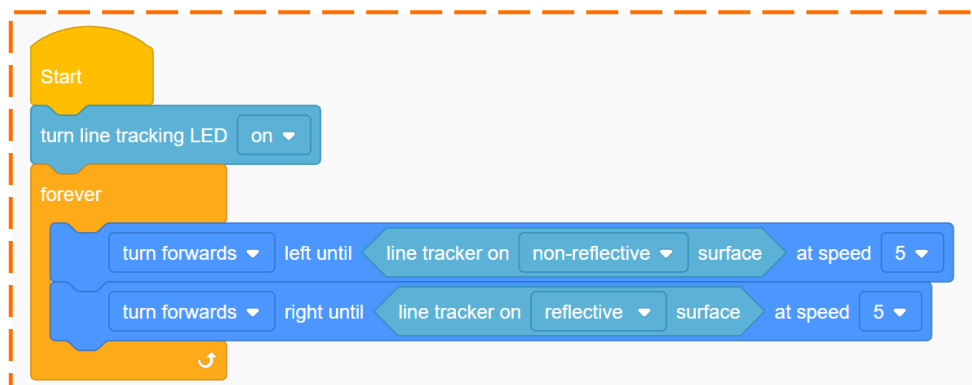 Start
turn line tracking LED on
forever
turn forwards left until line tracker on non-reflective surface at speed 5
turn forwards right until line tracker on reflective surface at speed 5